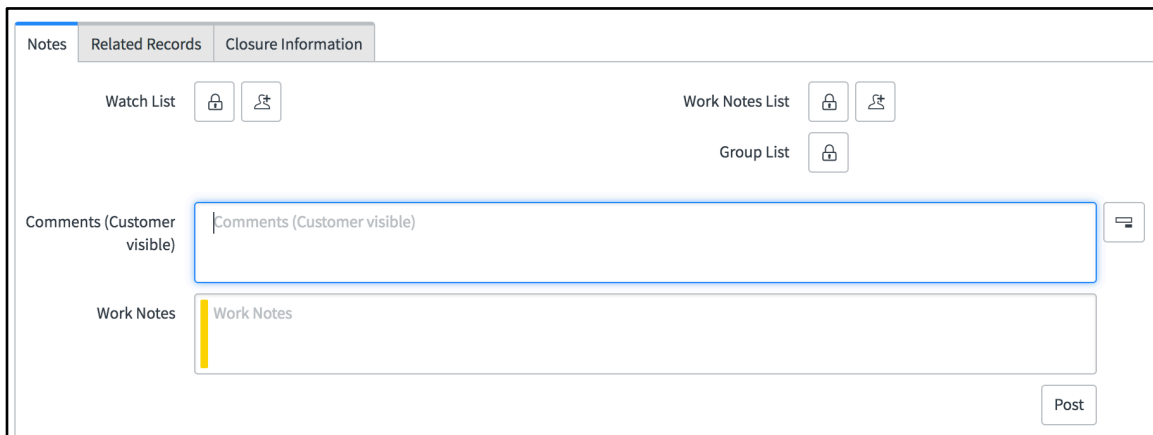 Notes Related Records Closure Information
Watch List Work Notes List
Group List
Comments (Customer Comments (Customer visible)
visible)
Work Notes Work Notes
Post